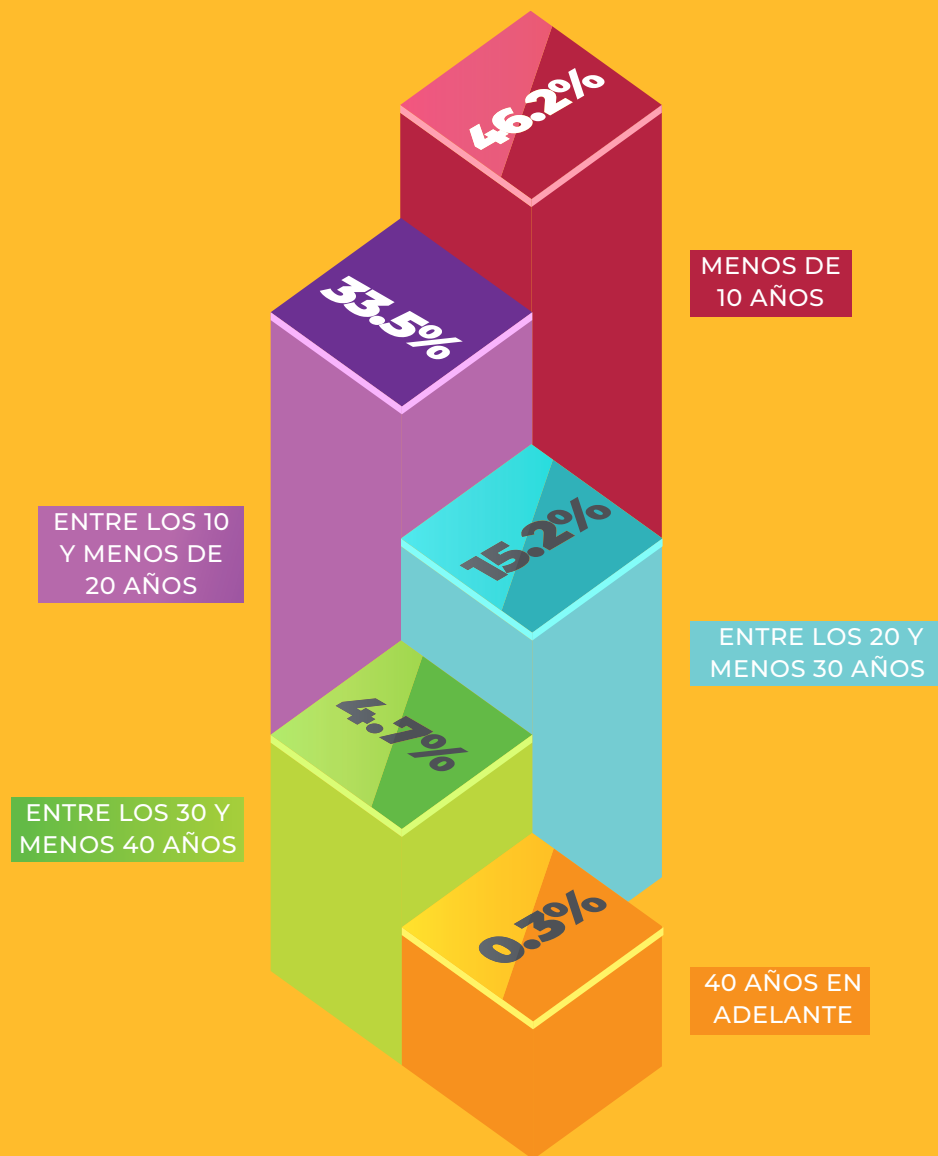 46.2%
MENOS DE
10 AÑOS
33.5%
ENTRE LOS 10
Y MENOS DE
20 AÑOS
15.2%
ENTRE LOS 20 Y
MENOS 30 AÑOS
4.7%
ENTRE LOS 30 Y
MENOS 40 AÑOS
0.3%
40 AÑOS EN
ADELANTE